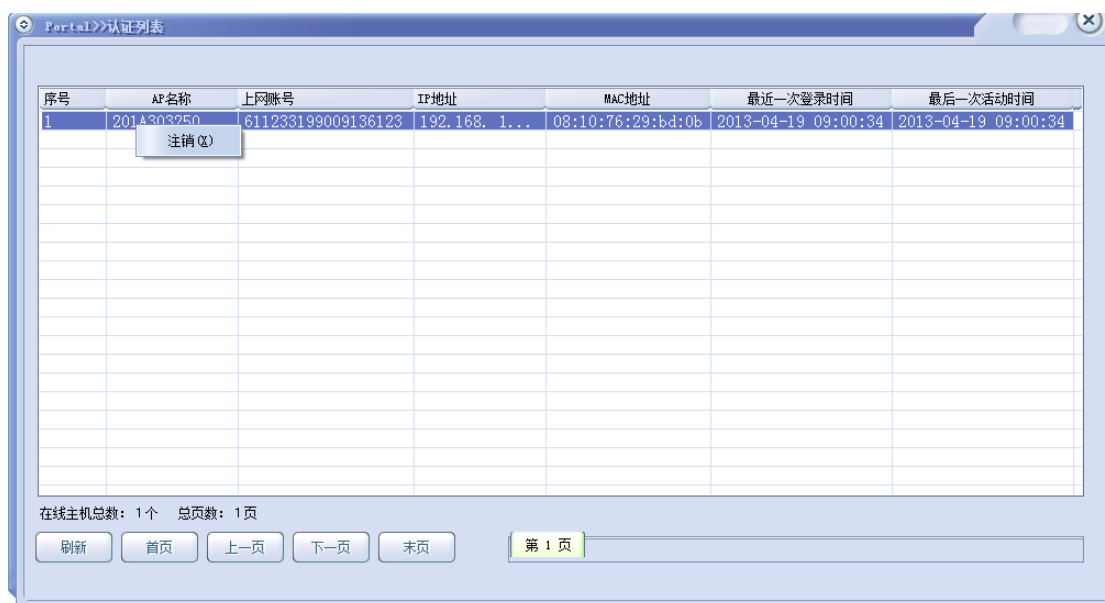 Portal>>认证列表
序号 AP名称 上网账号 IP地址 MAC地址 最近一次登录时间 最后一次活动时间
1 201A303250 611233199009136123 192.168. 1... 08:10:76:29:bd:0b 2013-04-19 09:00:34 2013-04-19 09:00:34
注销(X)
在线主机总数: 1个 总页数: 1页
刷新 首页 上一页 下一页 末页 第 1 页